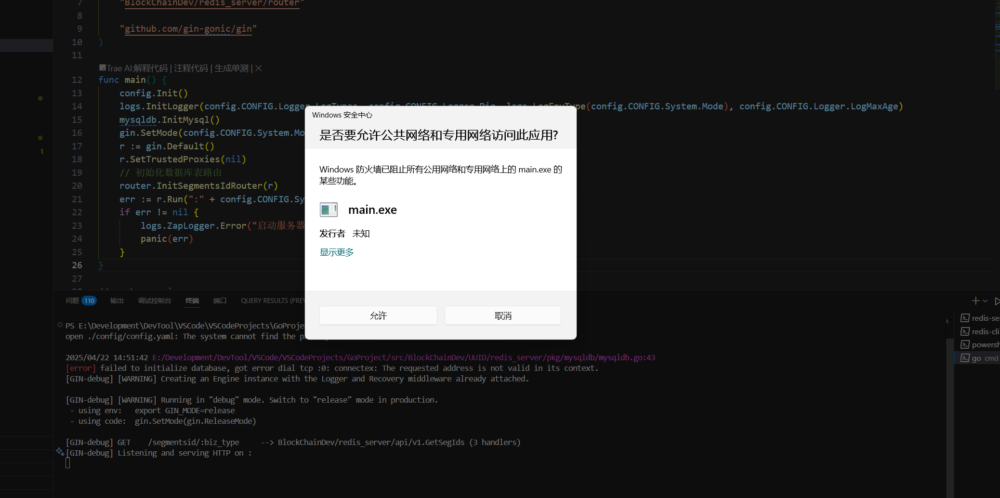 7 "BlockChainDev/redis_server/router"
8
9 "github.com/gin-gonic/gin"
10 )
11
Trae AI:解释代码 | 注释代码 | 生成单测 | ✕
12 func main() {
13 config.Init()
14 logs.InitLogger(config.CONFIG.Logger.LogTypes, config.CONFIG.Logger.Dir, logs.LogEnvType(config.CONFIG.System.Mode), config.CONFIG.Logger.LogMaxAge)
15 mysqldb.InitMysql()
16 gin.SetMode(config.CONFIG.System.Mo
17 r := gin.Default()
18 r.SetTrustedProxies(nil)
19 // 初始化数据库表路由
20 router.InitSegmentsIdRouter(r)
21 err := r.Run(":" + config.CONFIG.Sy
22 if err != nil {
23 logs.ZapLogger.Error("启动服务器
24 panic(err)
25 }
26 }
27
Windows 安全中心
是否要允许公共网络和专用网络访问此应用?
Windows 防火墙已阻止所有公用网络和专用网络上的 main.exe 的
某些功能。
main.exe
发行者 未知
显示更多
允许 取消
1
问题 110 输出 调试控制台 终端 端口 QUERY RESULTS (PREV
PS E:\Development\DevTool\VSCode\VSCodeProjects\GoProje
open ./config/config.yaml: The system cannot find the
2025/04/22 14:51:42 E:/Development/DevTool/VSCode/VSCodeProjects/GoProject/src/BlockChainDev/UUID/redis_server/pkg/mysqldb/mysqldb.go:43
[error] failed to initialize database, got error dial tcp :0: connectex: The requested address is not valid in its context.
[GIN-debug] [WARNING] Creating an Engine instance with the Logger and Recovery middleware already attached.
[GIN-debug] [WARNING] Running in "debug" mode. Switch to "release" mode in production.
- using env: export GIN_MODE=release
- using code: gin.SetMode(gin.ReleaseMode)
[GIN-debug] GET /segmentsid/:biz_type --> BlockChainDev/redis_server/api/v1.GetSegIds (3 handlers)
[GIN-debug] Listening and serving HTTP on :
redis-se
redis-cli
powersh
go cmd